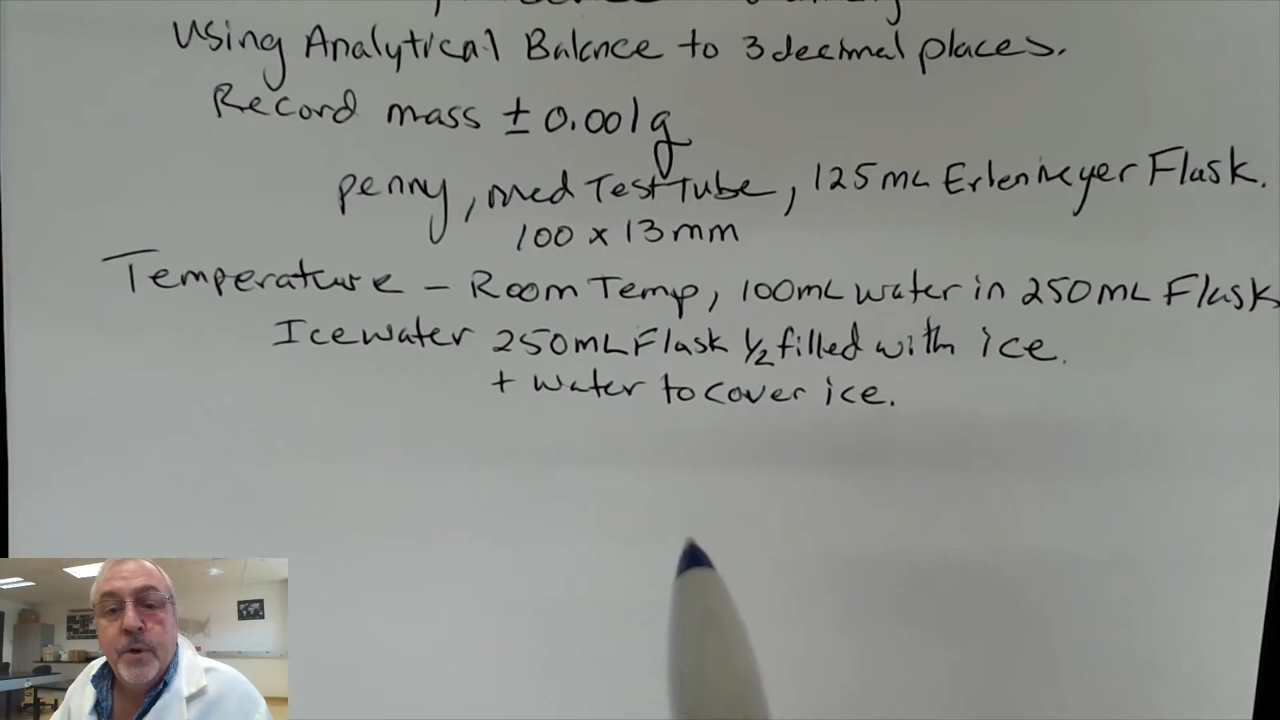 Using Analytical Balance to 3 decimal places.
Record mass ± 0.001g
penny, med Test Tube, 125mL Erlenmeyer Flask.
100 x 13mm
Temperature – Room Temp, 100mL water in 250mL Flask
Icewater 250mL Flask 1/2 filled with ice.
+ water to cover ice.